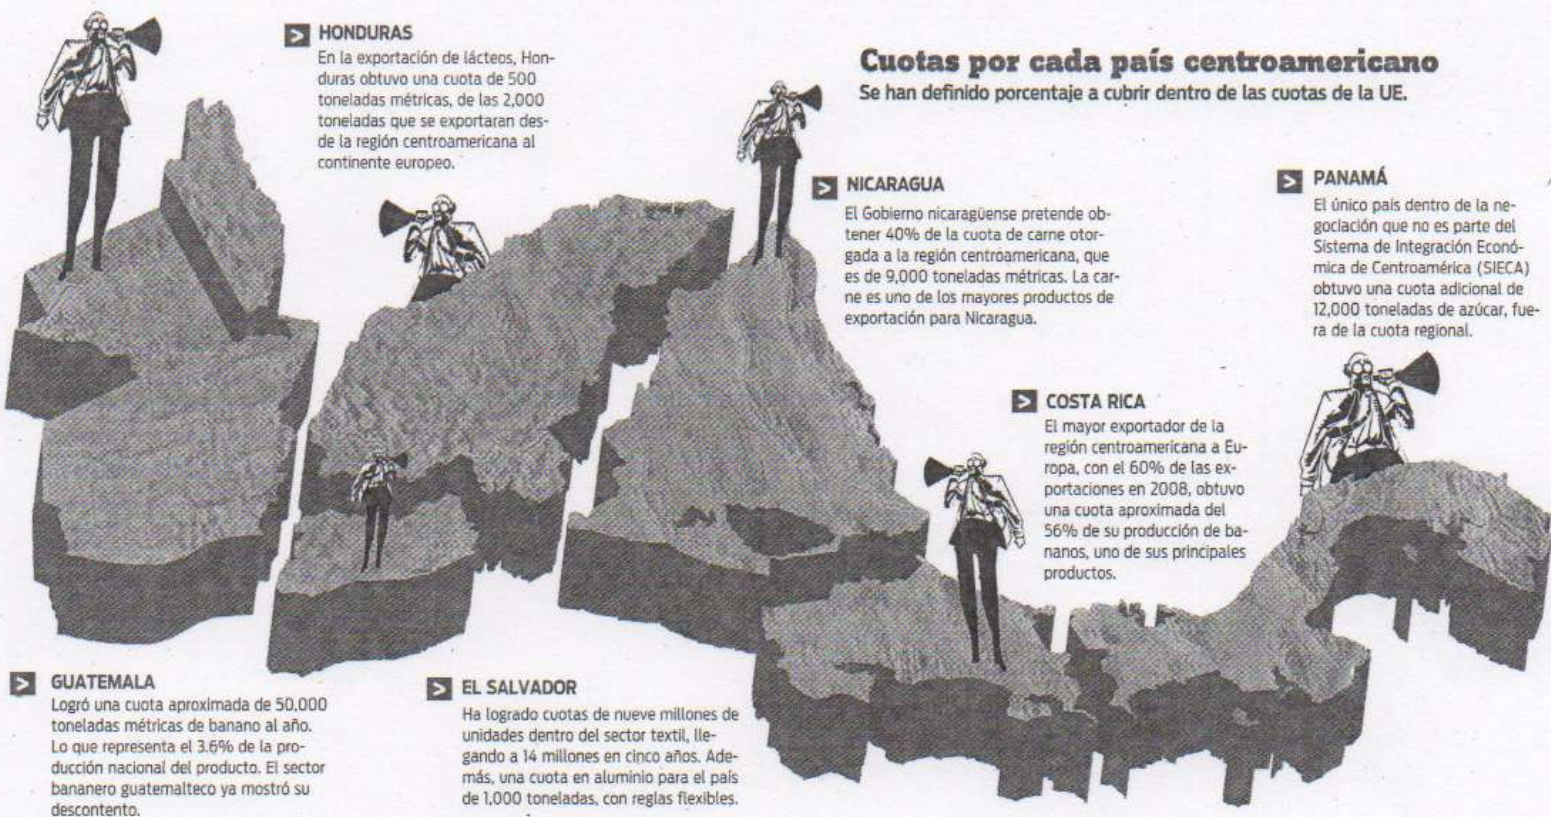 Cuotas por cada país centroamericano
Se han definido porcentaje a cubrir dentro de las cuotas de la UE.
HONDURAS
En la exportación de lácteos, Hon-
duras obtuvo una cuota de 500
toneladas métricas, de las 2,000
toneladas que se exportaran des-
de la región centroamericana al
continente europeo.
NICARAGUA
El Gobierno nicaragüense pretende ob-
tener 40% de la cuota de carne otor-
gada a la región centroamericana, que
es de 9,000 toneladas métricas. La car-
ne es uno de los mayores productos de
exportación para Nicaragua.
PANAMÁ
El único país dentro de la ne-
gociación que no es parte del
Sistema de Integración Econó-
mica de Centroamérica (SIECA)
obtuvo una cuota adicional de
12,000 toneladas de azúcar, fue-
ra de la cuota regional.
COSTA RICA
El mayor exportador de la
región centroamericana a Eu-
ropa, con el 60% de las ex-
portaciones en 2008, obtuvo
una cuota aproximada del
56% de su producción de ba-
nanos, uno de sus principales
productos.
GUATEMALA
Logró una cuota aproximada de 50,000
toneladas métricas de banano al año.
Lo que representa el 3.6% de la pro-
ducción nacional del producto. El sector
bananero guatemalteco ya mostró su
descontento.
EL SALVADOR
Ha logrado cuotas de nueve millones de
unidades dentro del sector textil, lle-
gando a 14 millones en cinco años. Ade-
más, una cuota en aluminio para el país
de 1,000 toneladas, con reglas flexibles.